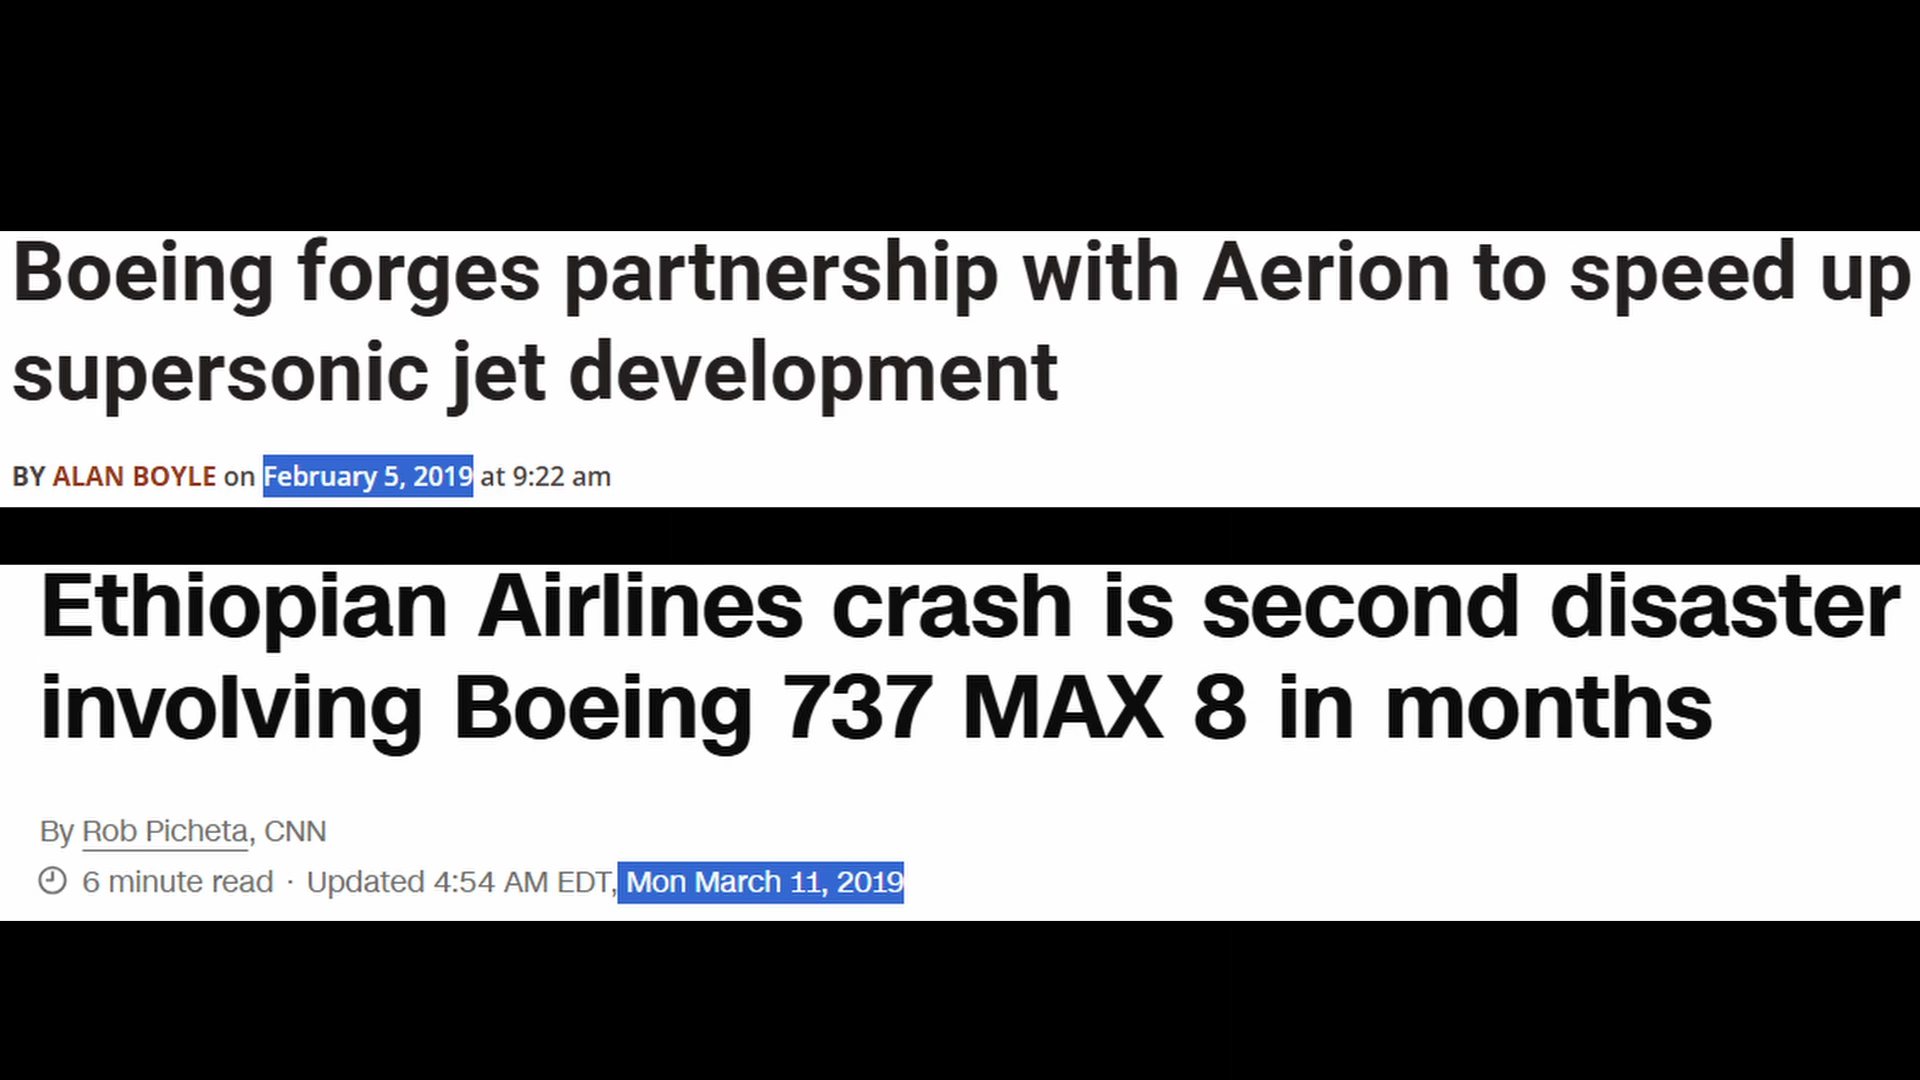 Boeing forges partnership with Aerion to speed up
supersonic jet development
BY ALAN BOYLE on February 5, 2019 at 9:22 am
Ethiopian Airlines crash is second disaster
involving Boeing 737 MAX 8 in months
By Rob Picheta, CNN
6 minute read · Updated 4:54 AM EDT, Mon March 11, 2019